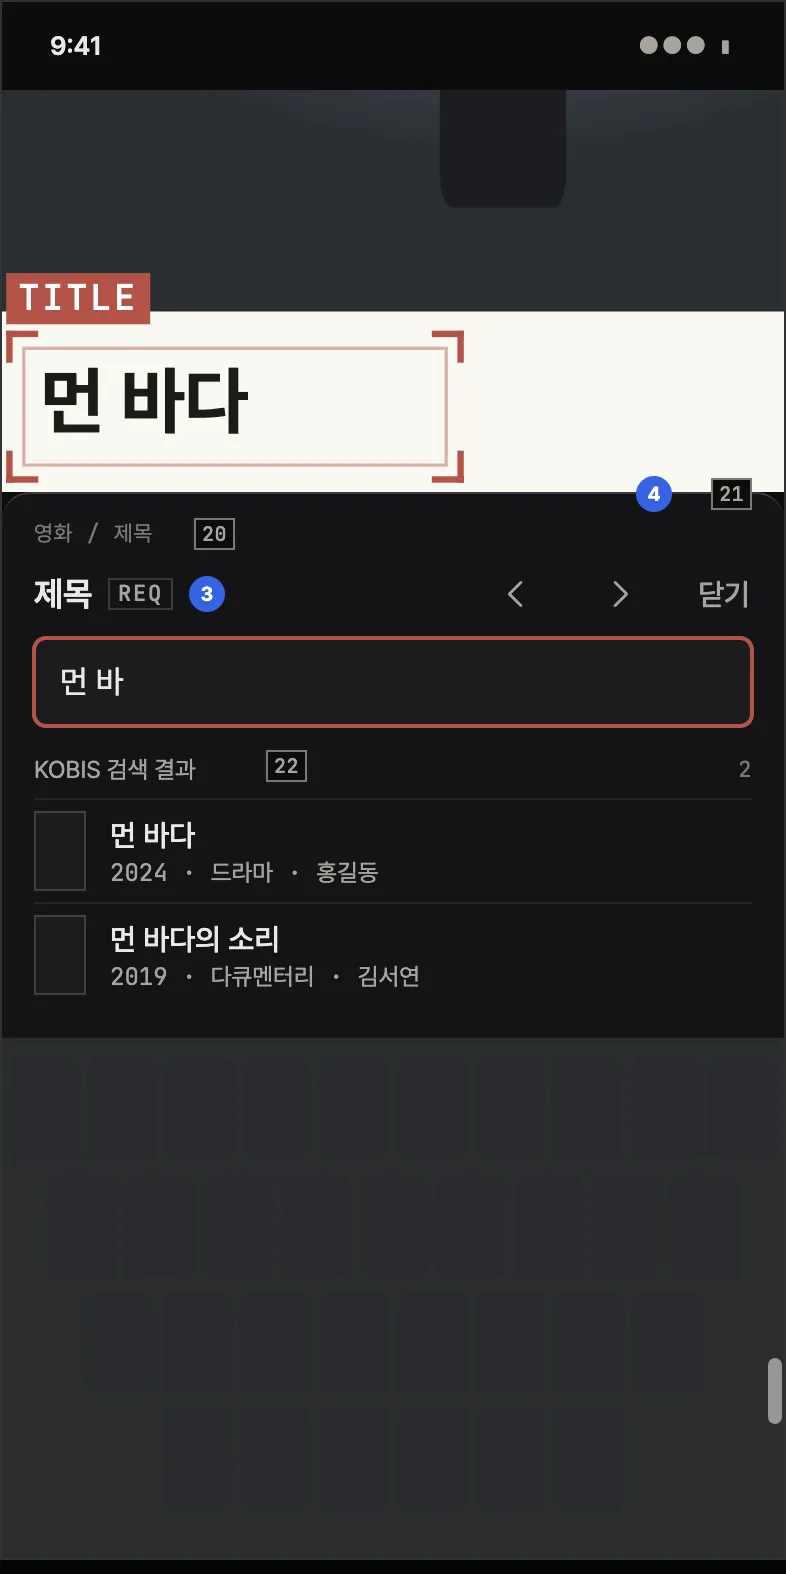 9:41
TITLE
먼 바다
4 21
영화 / 제목 20
제목 REQ 3 닫기
먼 바
KOBIS 검색 결과 22 2
먼 바다
2024 · 드라마 · 홍길동
먼 바다의 소리
2019 · 다큐멘터리 · 김서연